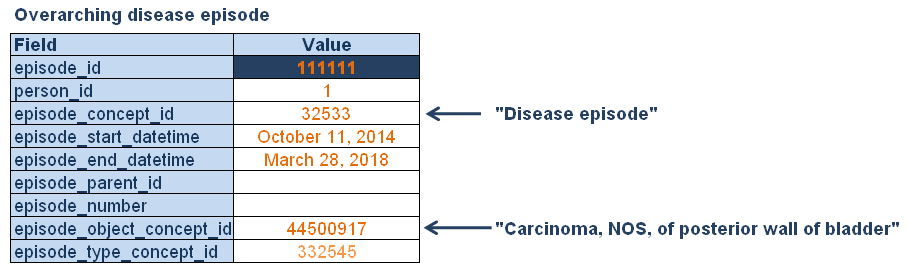 Overarching disease episode
Field Value
episode_id 111111
person_id 1
episode_concept_id 32533 "Disease episode"
episode_start_datetime October 11, 2014
episode_end_datetime March 28, 2018
episode_parent_id
episode_number
episode_object_concept_id 44500917 "Carcinoma, NOS, of posterior wall of bladder"
episode_type_concept_id 332545